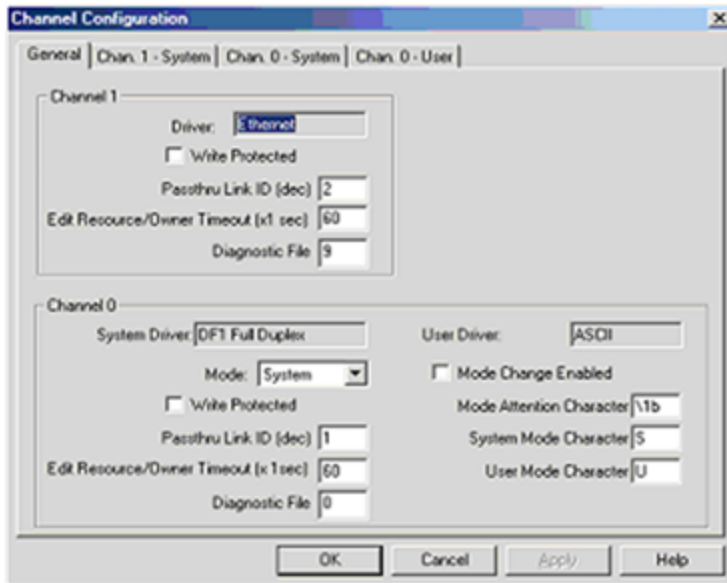 Channel Configuration
General Chan. 1 - System Chan. 0 - System Chan. 0 - User
Channel 1
Driver: Ethernet
Write Protected
Passthru Link ID (dec) 2
Edit Resource/Owner Timeout (x1 sec) 60
Diagnostic File 9
Channel 0
System Driver: DF1 Full Duplex User Driver: ASCII
Mode: System Mode Change Enabled
Write Protected Mode Attention Character \1b
Passthru Link ID (dec) 1 System Mode Character S
Edit Resource/Owner Timeout (x1sec) 60 User Mode Character U
Diagnostic File 0
OK Cancel Apply Help